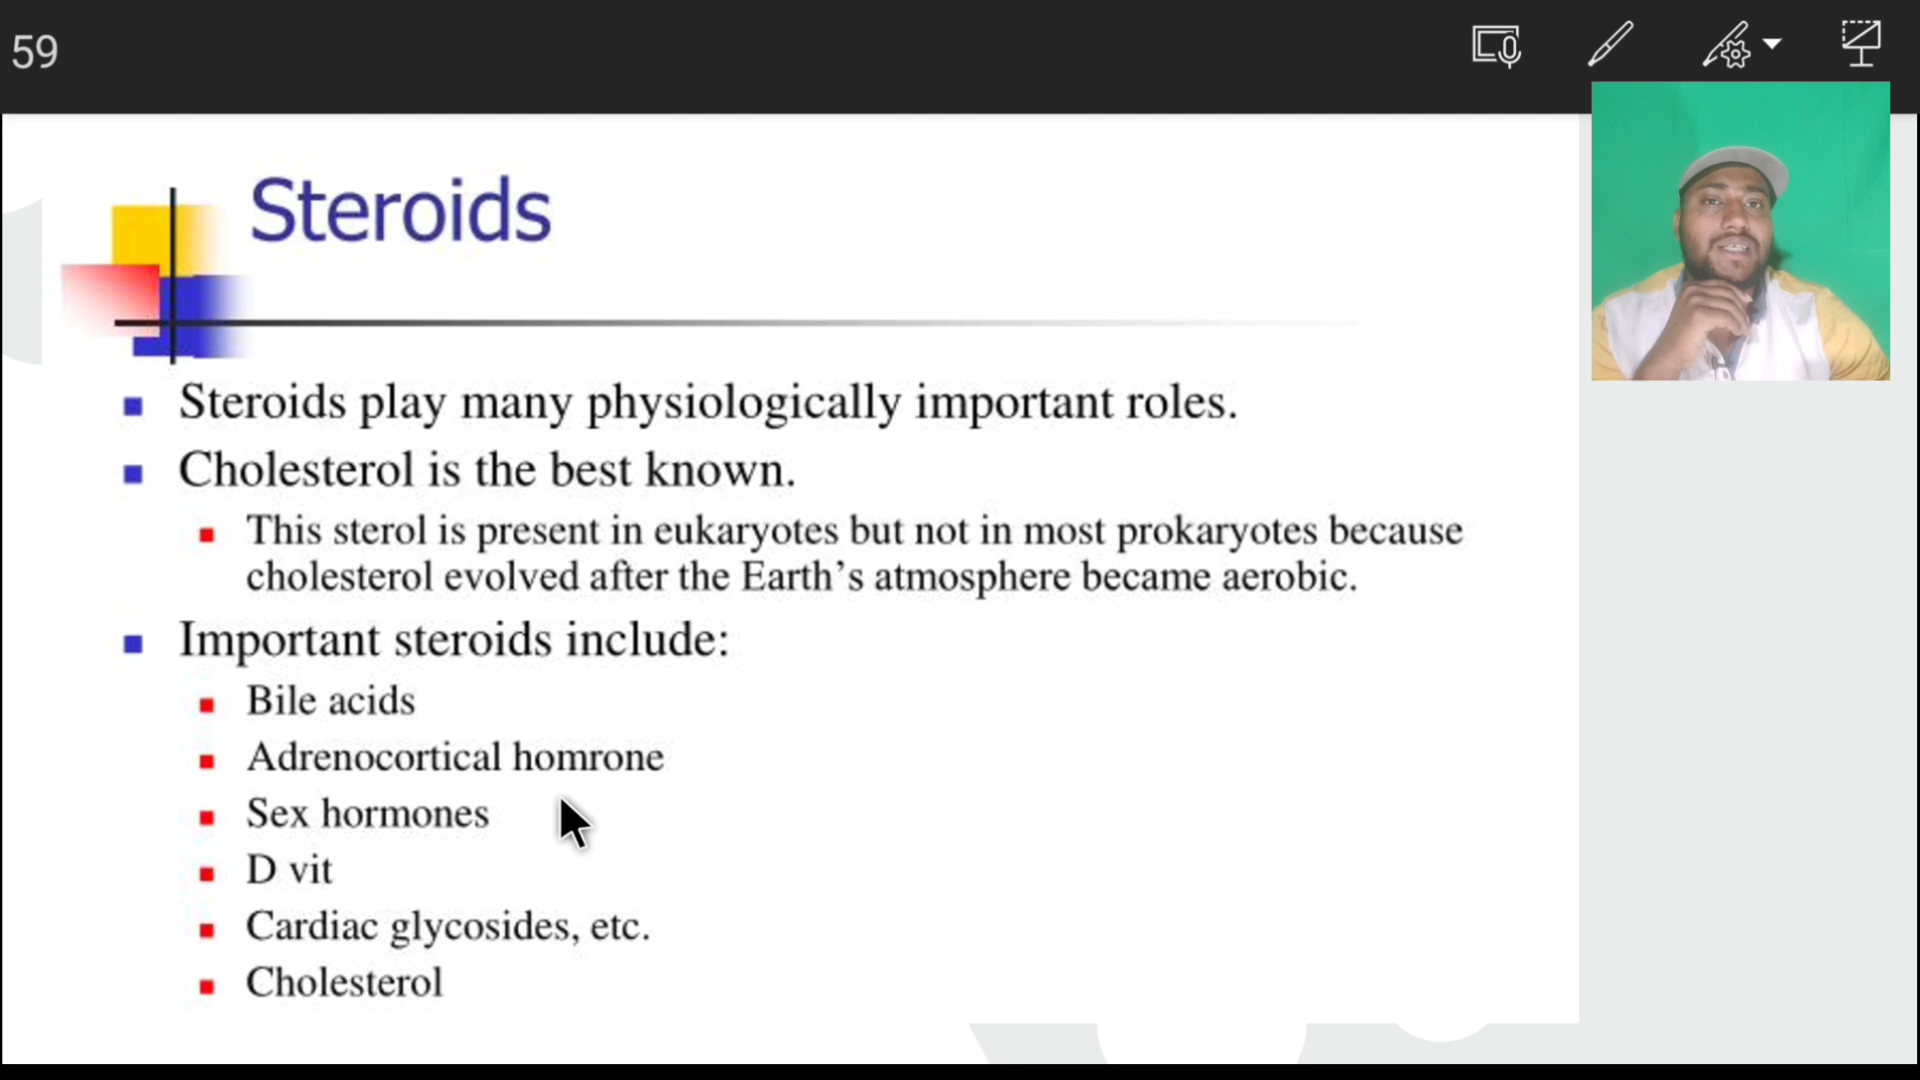 59
Steroids
Steroids play many physiologically important roles.
Cholesterol is the best known.
This sterol is present in eukaryotes but not in most prokaryotes because
cholesterol evolved after the Earth’s atmosphere became aerobic.
Important steroids include:
Bile acids
Adrenocortical homrone
Sex hormones
D vit
Cardiac glycosides, etc.
Cholesterol